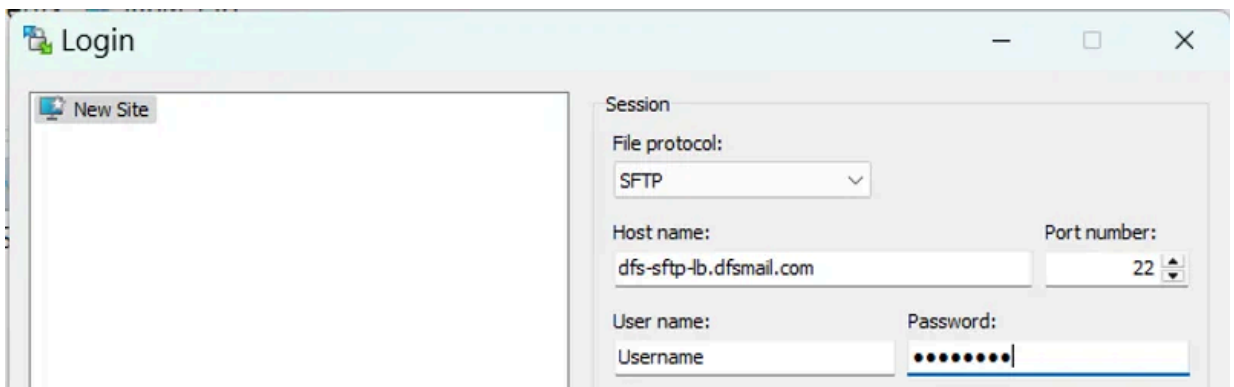 Login
New Site
Session
File protocol:
SFTP
Host name:
Port number:
dfs-sftp-lb.dfsmail.com
22
User name:
Password:
Username
●●●●●●●●